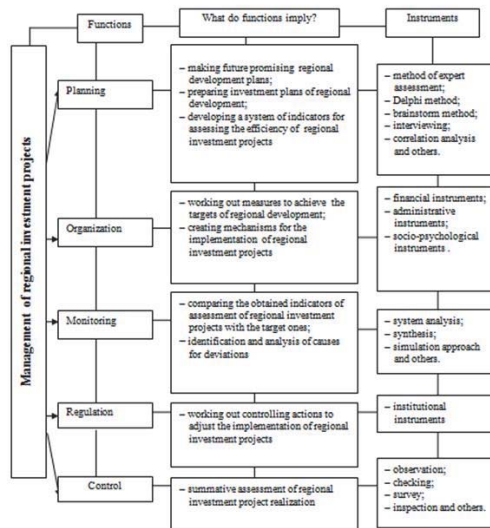 Functions
What do functions imply?
Instruments
Management of regional investment projects
Planning
– making future promising regional
development plans;
– preparing investment plans of regional
development;
– developing a system of indicators for
assessing the efficiency of regional
investment projects
– method of expert
assessment;
– Delphi method;
– brainstorm method;
– interviewing;
– correlation analysis
and others.
Organization
– working out measures to achieve the
targets of regional development;
– creating mechanisms for the
implementation of regional
investment projects
– financial instruments;
– administrative
instruments;
– socio-psychological
instruments .
Monitoring
– comparing the obtained indicators of
assessment of regional investment
projects with the target ones;
– identification and analysis of causes
for deviations
– system analysis;
– synthesis;
– simulation approach
and others.
Regulation
– working out controlling actions to
adjust the implementation of regional
investment projects
– institutional
instruments
Control
– summative assessment of regional
investment project realization
– observation;
– checking;
– survey;
– inspection and others.